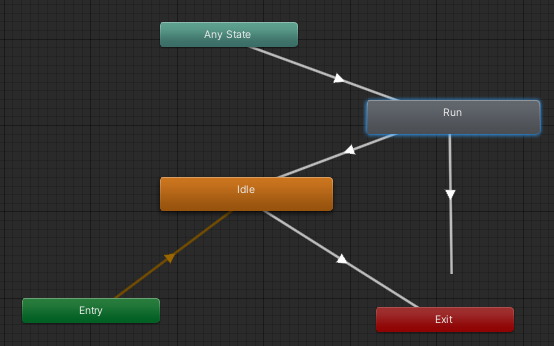 Any State
Run
Idle
Entry
Exit